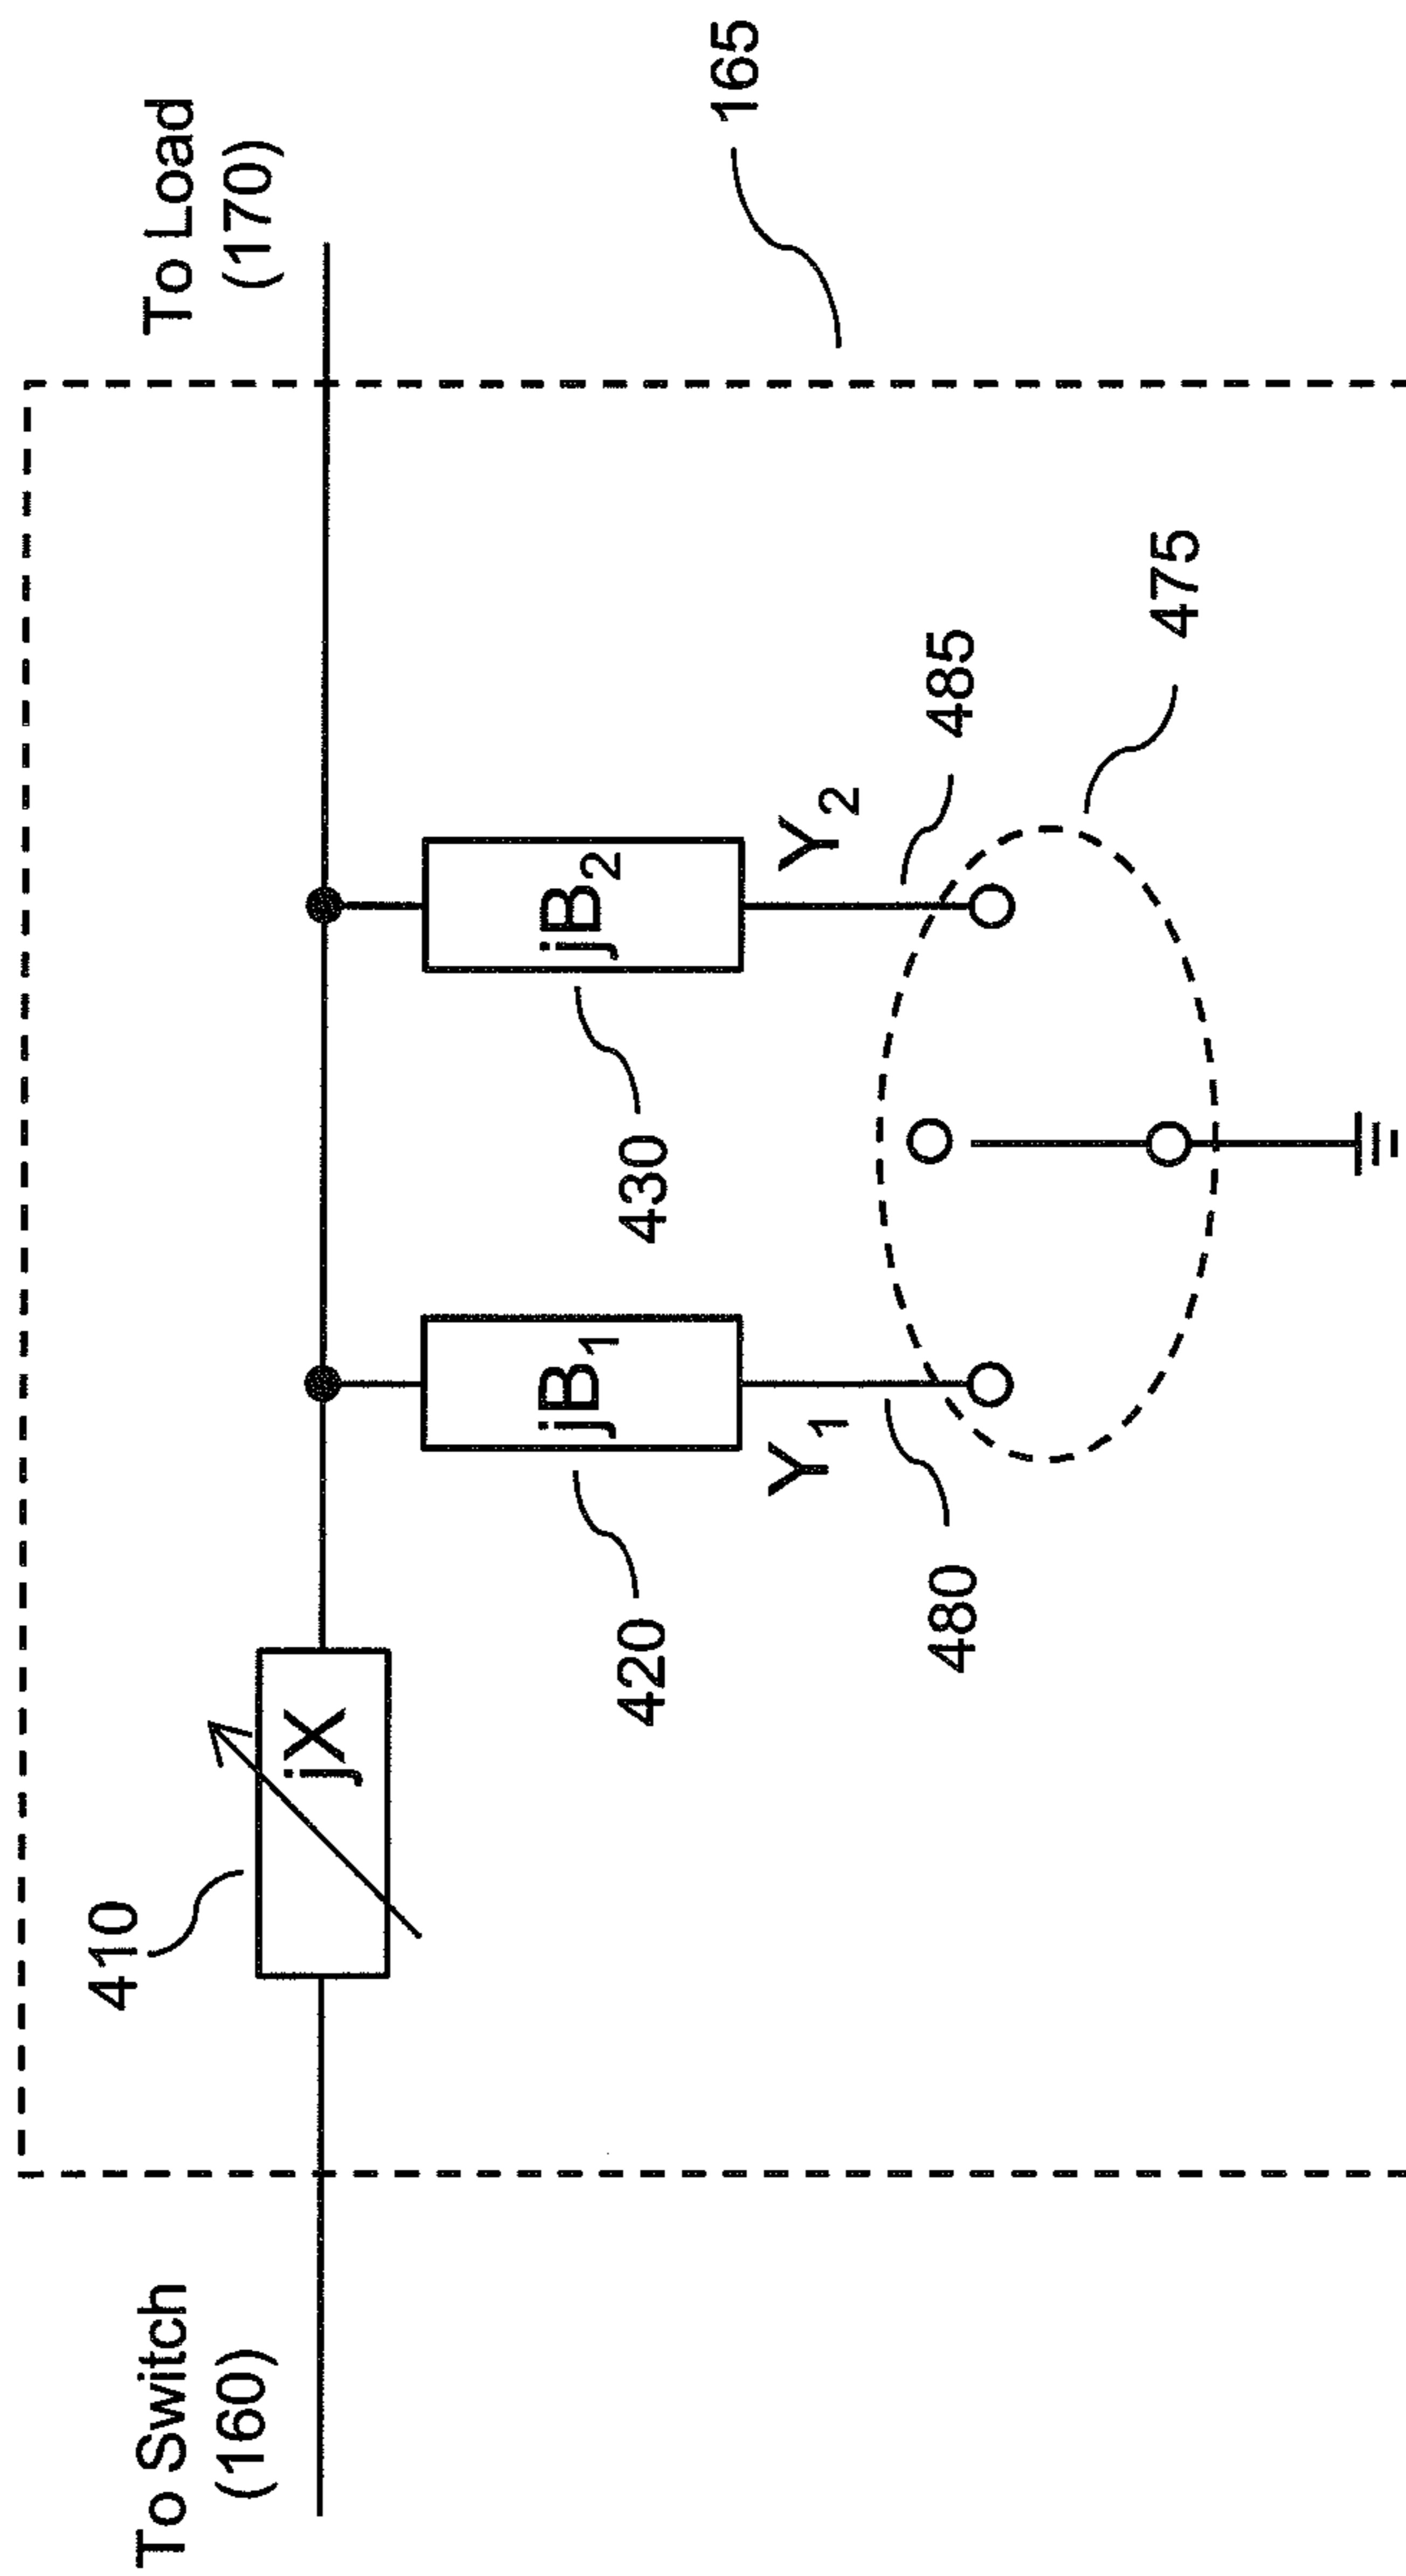 To Switch
(160)
To Load
(170)
410
jX
165
jB1
jB2
420
430
Y1
Y2
480
485
475